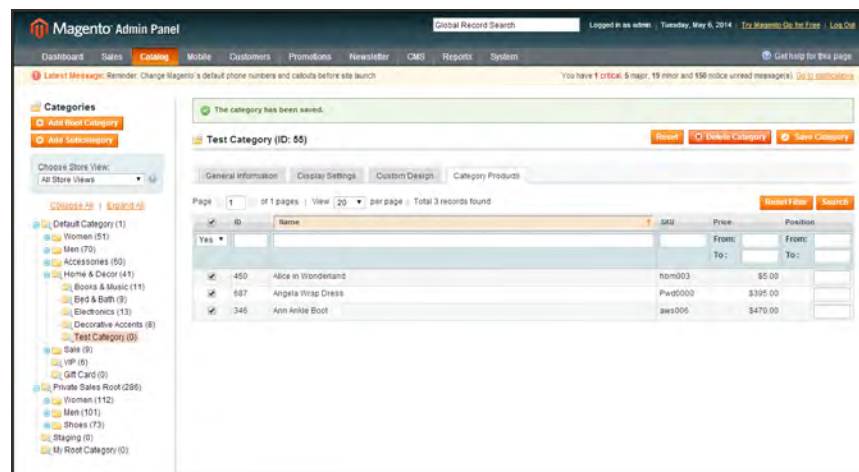 Magento Admin Panel
Global Record Search
Logged in as admin | Tuesday, May 6, 2014 | Try Magento Go for Free | Log Out
Dashboard Sales Catalog Mobile Customers Promotions Newsletter CMS Reports System
Get help for this page
Latest Message: Reminder: Change Magento's default phone numbers and callouts before site launch
You have 1 critical, 5 major, 19 minor and 150 notice unread message(s). Go to notifications
Categories
Add Root Category
Add Subcategory
Choose Store View:
All Store Views
Collapse All | Expand All
Default Category (1)
Women (51)
Men (70)
Accessories (50)
Home & Decor (41)
Books & Music (11)
Bed & Bath (9)
Electronics (13)
Decorative Accents (8)
Test Category (0)
Sale (9)
VIP (6)
Gift Card (0)
Private Sales Root (286)
Women (112)
Men (101)
Shoes (73)
Staging (0)
My Root Category (0)
The category has been saved.
Test Category (ID: 55)
Reset Delete Category Save Category
General Information Display Settings Custom Design Category Products
Page 1 of 1 pages | View 20 per page | Total 3 records found
Reset Filter Search
ID Name SKU Price Position
Yes From: From:
To: To:
450 Alice in Wonderland hbm003 $5.00
687 Angela Wrap Dress $395.00
346 Ann Ankle Boot aws006 $470.00